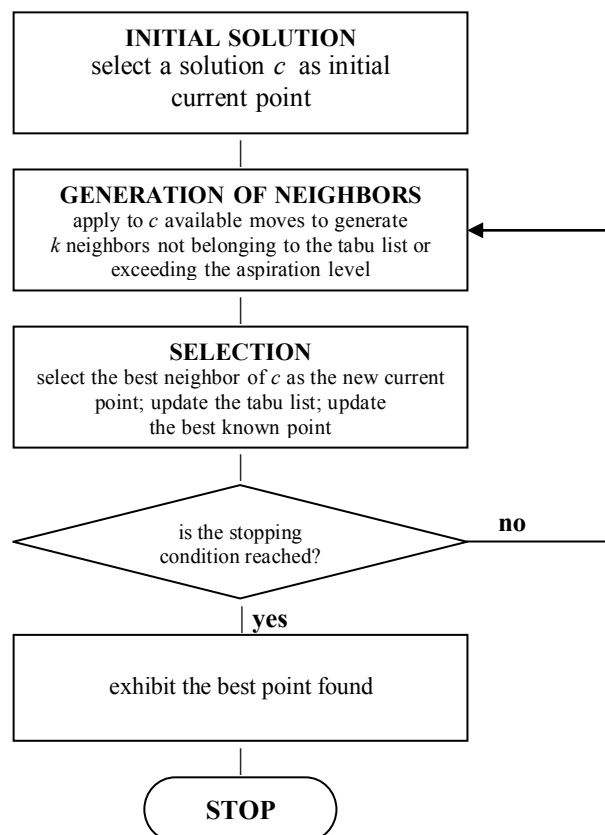 INITIAL SOLUTION
select a solution c as initial
current point
GENERATION OF NEIGHBORS
apply to c available moves to generate
k neighbors not belonging to the tabu list or
exceeding the aspiration level
SELECTION
select the best neighbor of c as the new current
point; update the tabu list; update
the best known point
is the stopping
condition reached?
no
yes
exhibit the best point found
STOP